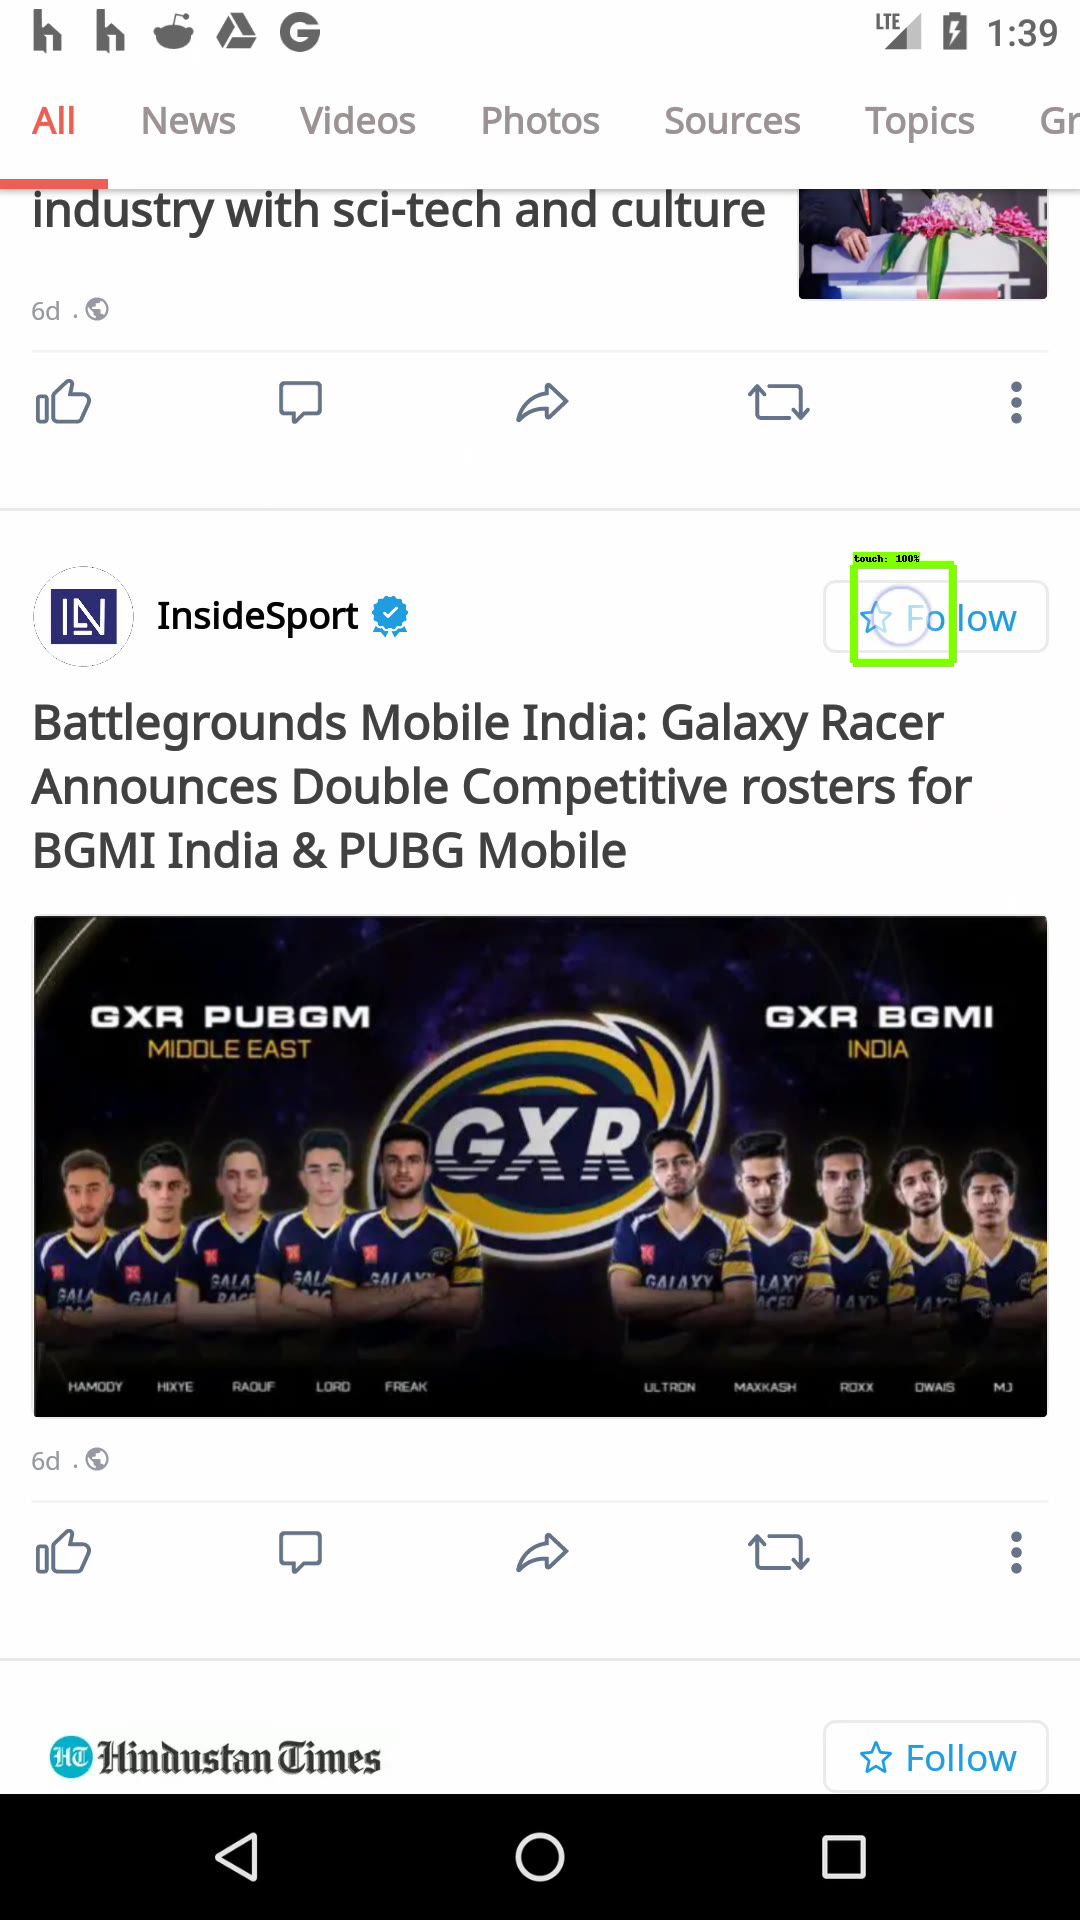 LTE 1:39
All News Videos Photos Sources Topics Gr
industry with sci-tech and culture
6d .
touch: 100%
InsideSport
Follow
Battlegrounds Mobile India: Galaxy Racer
Announces Double Competitive rosters for
BGMI India & PUBG Mobile
GXR PUBGM
MIDDLE EAST
GXR BGMI
INDIA
GXR
HAMODY HIXYE RAOUF LORD FREAK ULTRON MAXKASH ROXX OWAIS MJ
6d .
HT Hindustan Times
Follow